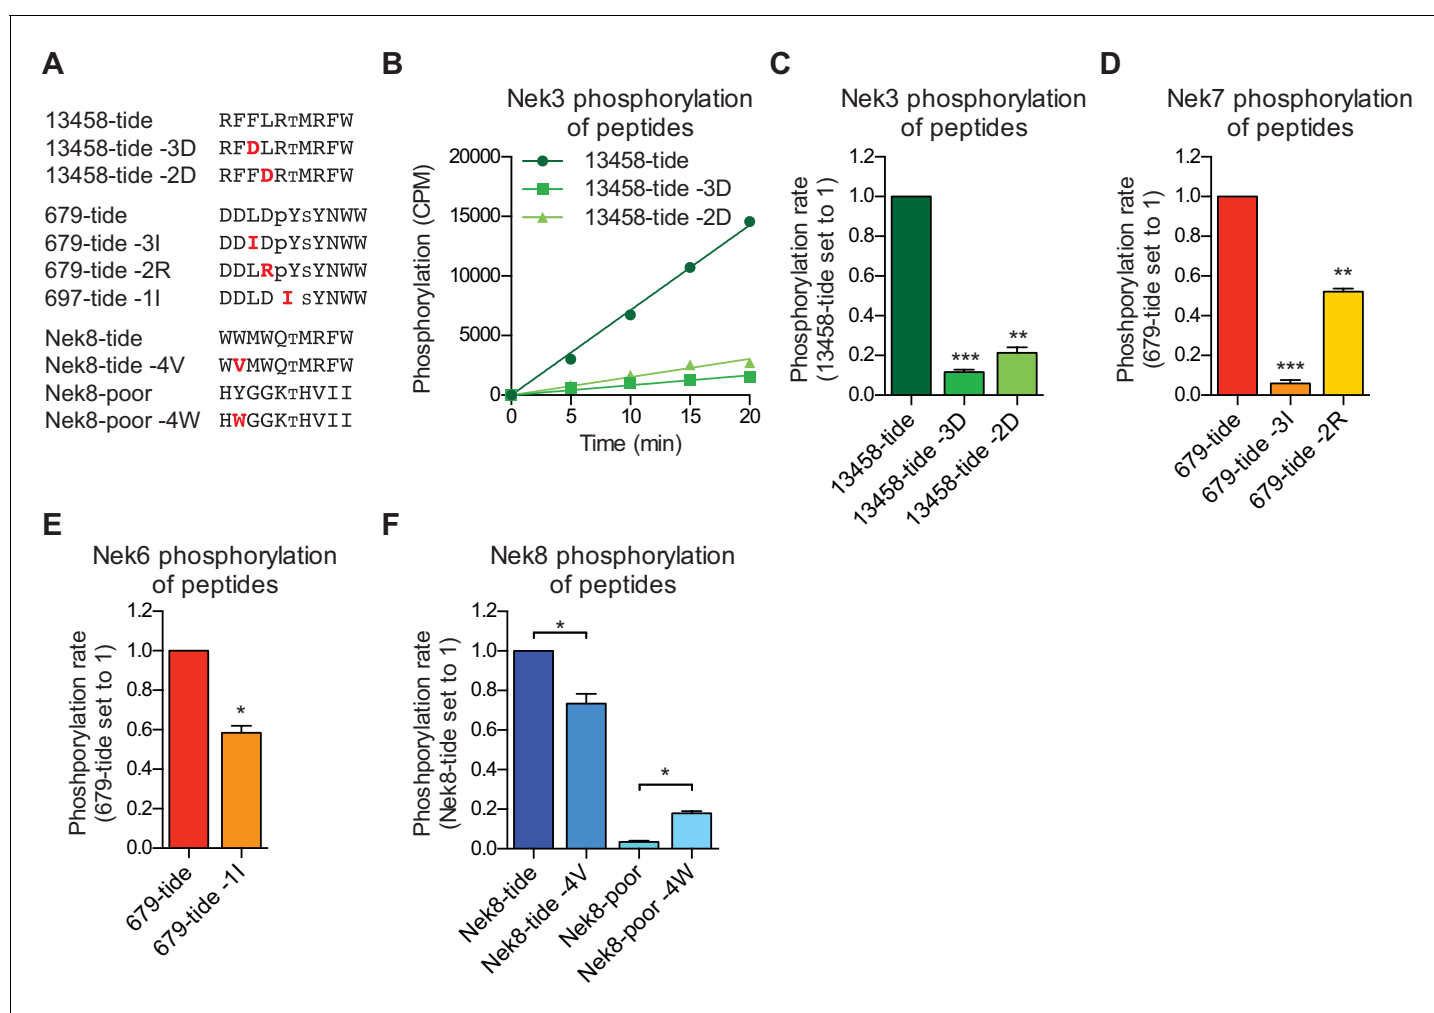 A
13458-tide RFFLRTMRFW
13458-tide -3D RFDLRTMRFW
13458-tide -2D RFFDRTMRFW
679-tide DDLDpYsYNWW
679-tide -3I DDIDpYsYNWW
679-tide -2R DDLRpYsYNWW
697-tide -1I DDLD I sYNWW
Nek8-tide WWMWQTMRFW
Nek8-tide -4V WVMWQTMRFW
Nek8-poor HYGGKTHVII
Nek8-poor -4W HWGGKTHVII
B
Nek3 phosphorylation
of peptides
Phosphorylation (CPM)
20000
15000
10000
5000
0
0 5 10 15 20
Time (min)
13458-tide
13458-tide -3D
13458-tide -2D
C
Nek3 phosphorylation
of peptides
Phosphorylation rate
(13458-tide set to 1)
1.2
1.0
0.8
0.6
0.4
0.2
0.0
***
**
13458-tide
13458-tide -3D
13458-tide -2D
D
Nek7 phosphorylation
of peptides
Phoshporylation rate
(679-tide set to 1)
1.2
1.0
0.8
0.6
0.4
0.2
0.0
***
**
679-tide
679-tide -3I
679-tide -2R
E
Nek6 phosphorylation
of peptides
Phoshporylation rate
(679-tide set to 1)
1.2
1.0
0.8
0.6
0.4
0.2
0.0
*
679-tide
679-tide -1I
F
Nek8 phosphorylation
of peptides
Phoshporylation rate
(Nek8-tide set to 1)
1.2
1.0
0.8
0.6
0.4
0.2
0.0
*
*
Nek8-tide
Nek8-tide -4V
Nek8-poor
Nek8-poor -4W